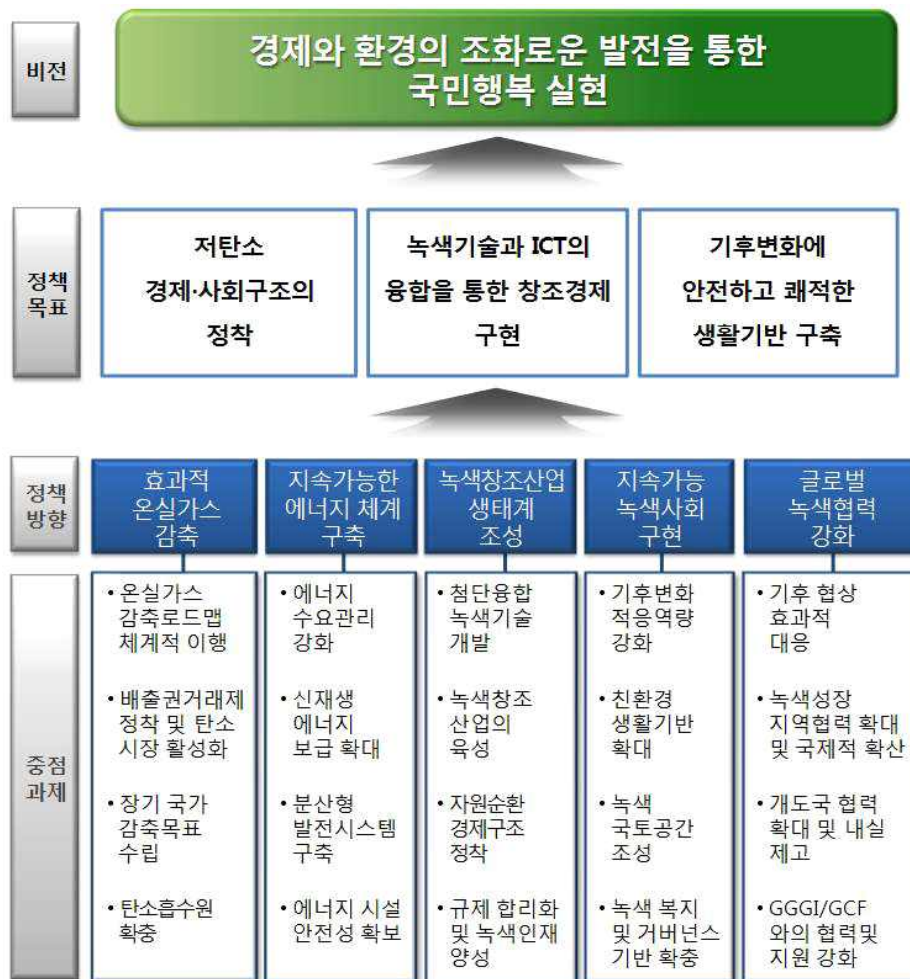 비전
경제와 환경의 조화로운 발전을 통한
국민행복 실현
정책
목표
저탄소
경제·사회구조의
정착
녹색기술과 ICT의
융합을 통한 창조경제
구현
기후변화에
안전하고 쾌적한
생활기반 구축
정책
방향
효과적
온실가스
감축
지속가능한
에너지 체계
구축
녹색창조산업
생태계
조성
지속가능
녹색사회
구현
글로벌
녹색협력
강화
중점
과제
• 온실가스
감축로드맵
체계적 이행
• 배출권거래제
정착 및 탄소
시장 활성화
• 장기 국가
감축목표
수립
• 탄소흡수원
확충
• 에너지
수요관리
강화
• 신재생
에너지
보급 확대
• 분산형
발전시스템
구축
• 에너지 시설
안전성 확보
• 첨단융합
녹색기술
개발
• 녹색창조
산업의
육성
• 자원순환
경제구조
정착
• 규제 합리화
및 녹색인재
양성
• 기후변화
적응역량
강화
• 친환경
생활기반
확대
• 녹색
국토공간
조성
• 녹색 복지
및 거버넌스
기반 확충
• 기후 협상
효과적
대응
• 녹색성장
지역협력 확대
및 국제적 확산
• 개도국 협력
확대 및 내실
제고
• GGGI/GCF
와의 협력및
지원 강화